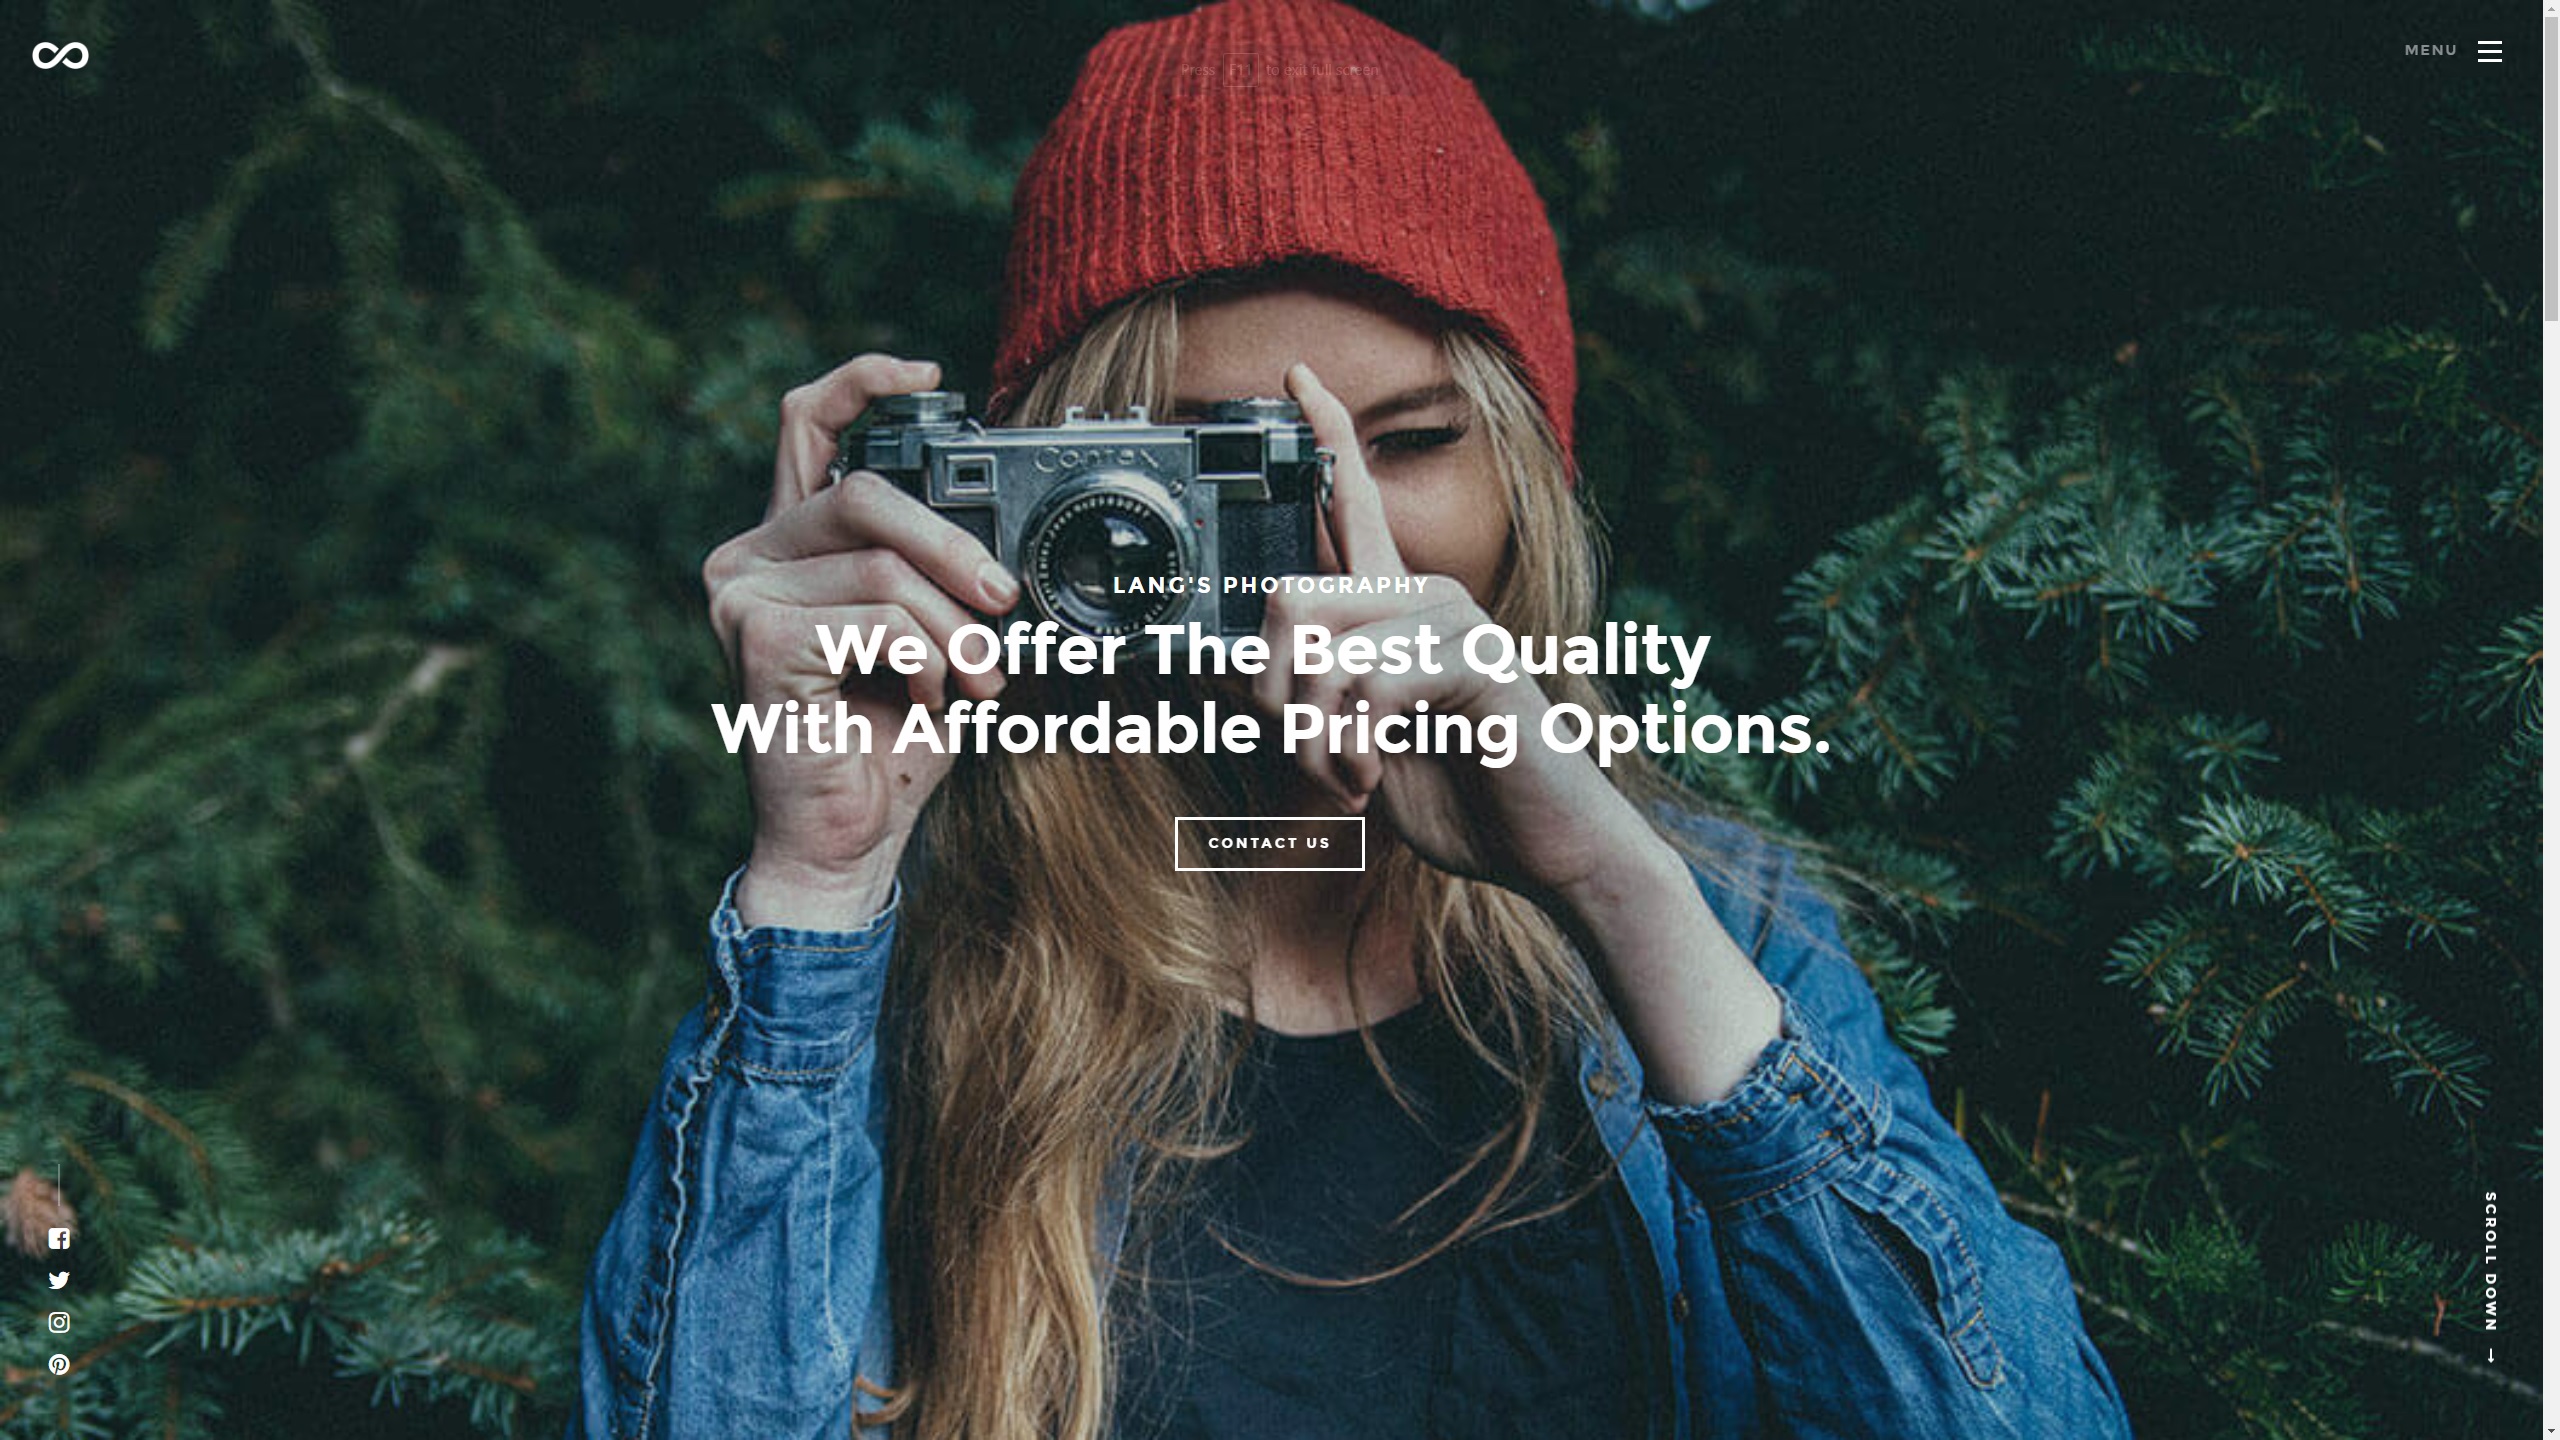 MENU
Press F11 to exit full screen
Contax
LANG'S PHOTOGRAPHY
We Offer The Best Quality
With Affordable Pricing Options.
CONTACT US
SCROLL DOWN